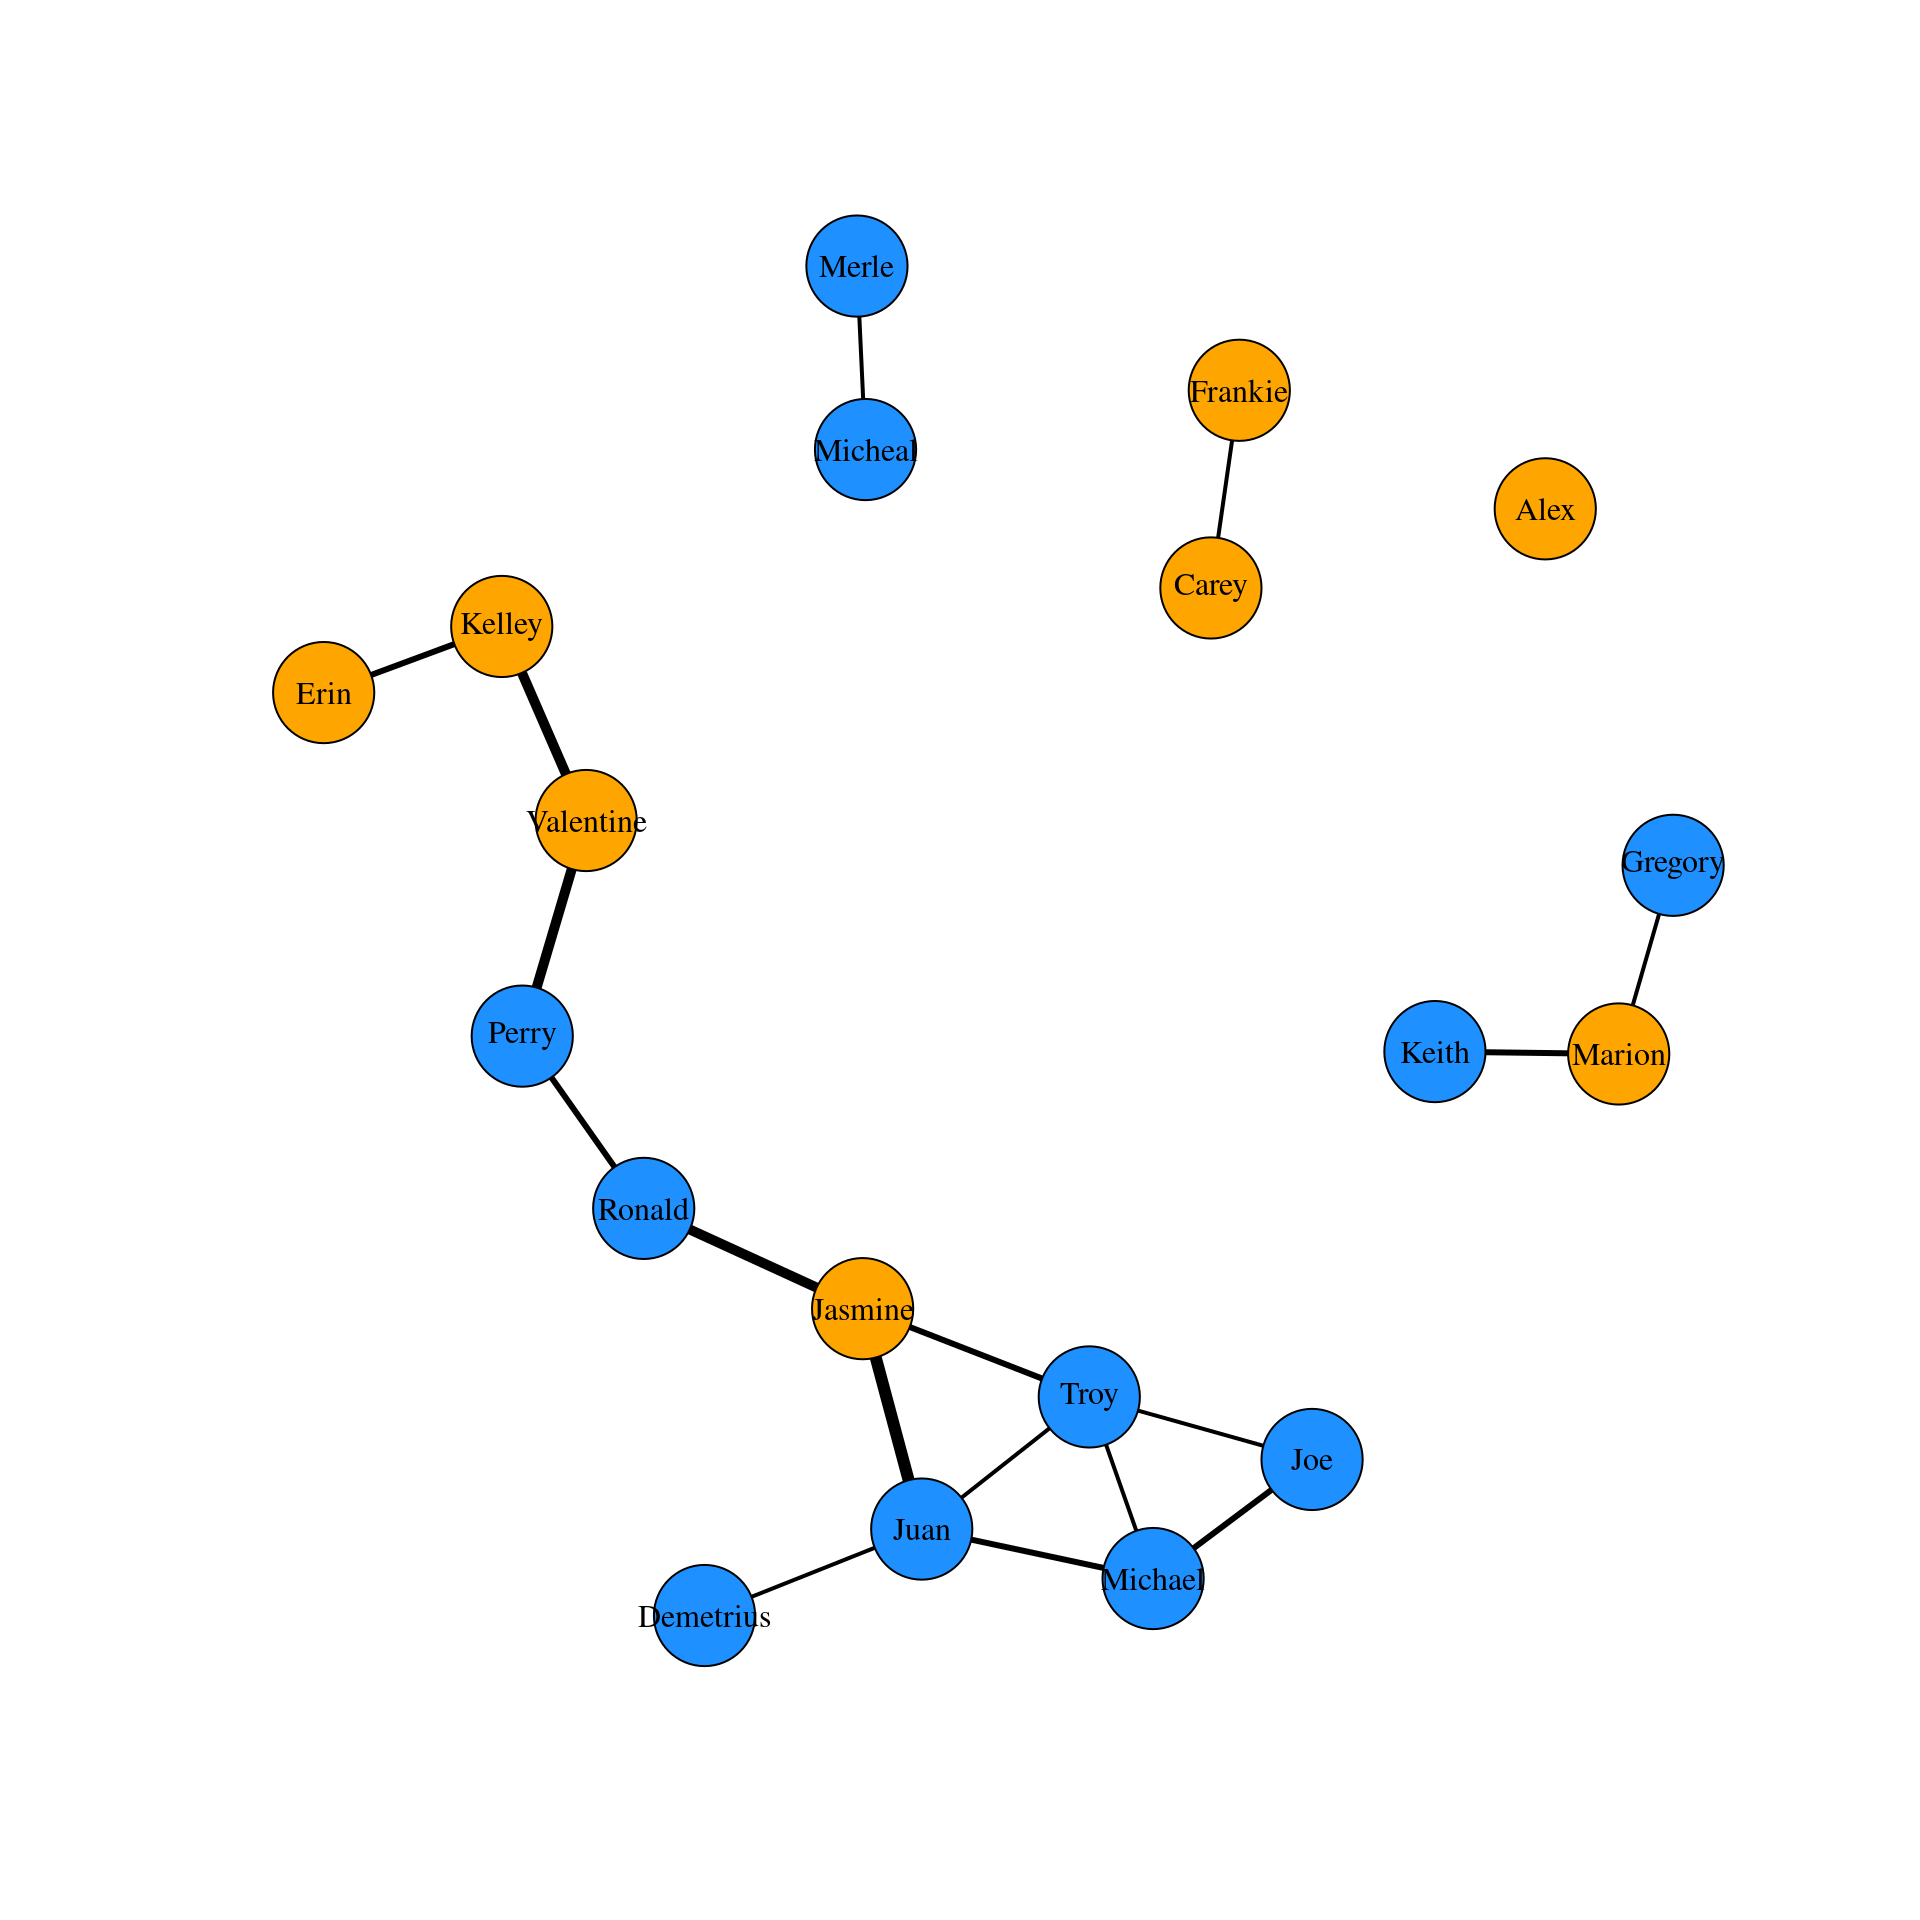 Merle
Frankie
Micheal
Alex
Carey
Kelley
Erin
Valentine
Gregory
Perry
Keith
Marion
Ronald
Jasmine
Troy
Joe
Juan
Michael
Demetrius